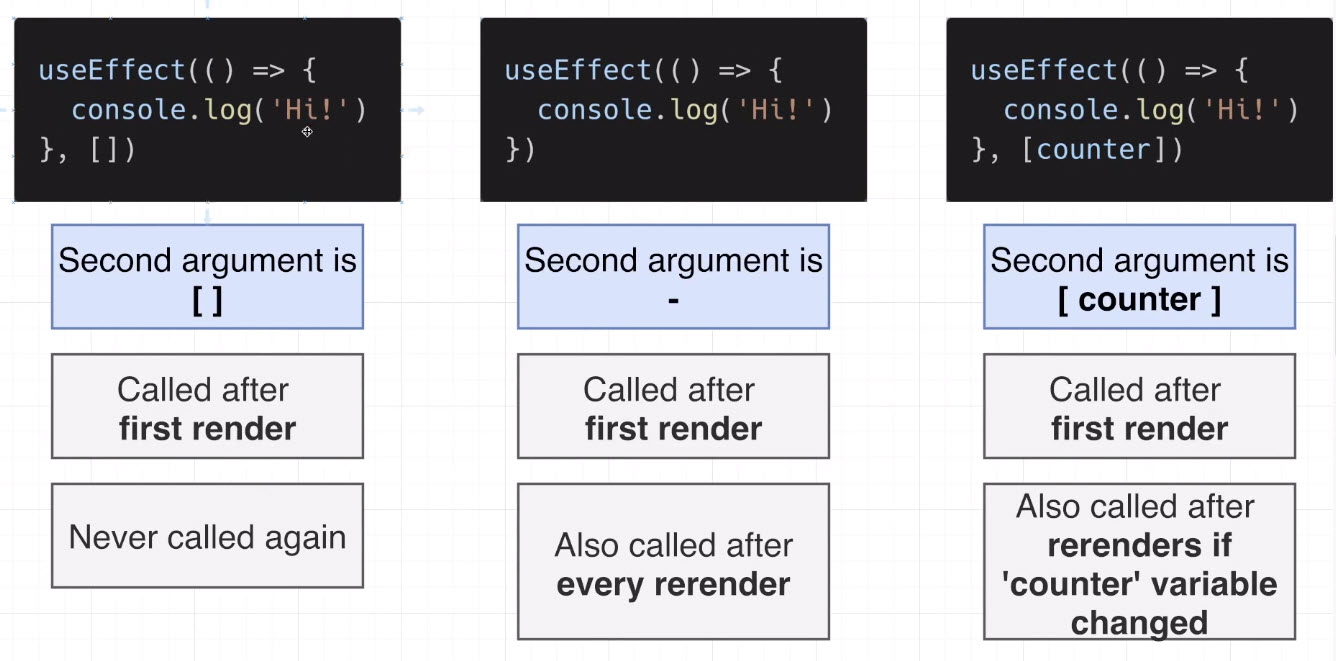 useEffect(() => {
  console.log('Hi!')
}, [])
Second argument is
[ ]
Called after
first render
Never called again
useEffect(() => {
  console.log('Hi!')
})
Second argument is
-
Called after
first render
Also called after
every rerender
useEffect(() => {
  console.log('Hi!')
}, [counter])
Second argument is
[ counter ]
Called after
first render
Also called after
rerenders if
'counter' variable
changed